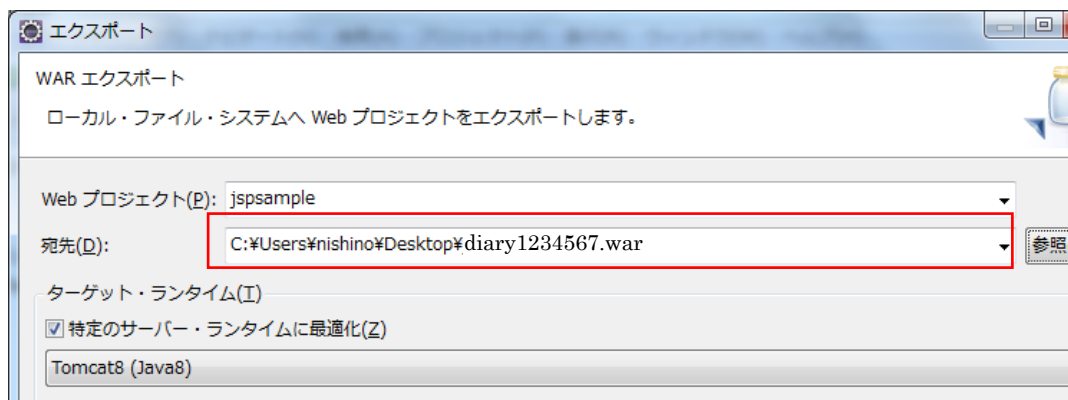 エクスポート
WAR エクスポート
ローカル・ファイル・システムへ Web プロジェクトをエクスポートします。
Web プロジェクト(P): jspsample
宛先(D): C:¥Users¥nishino¥Desktop¥diary1234567.war 参照
ターゲット・ランタイム(T)
特定のサーバー・ランタイムに最適化(Z)
Tomcat8 (Java8)